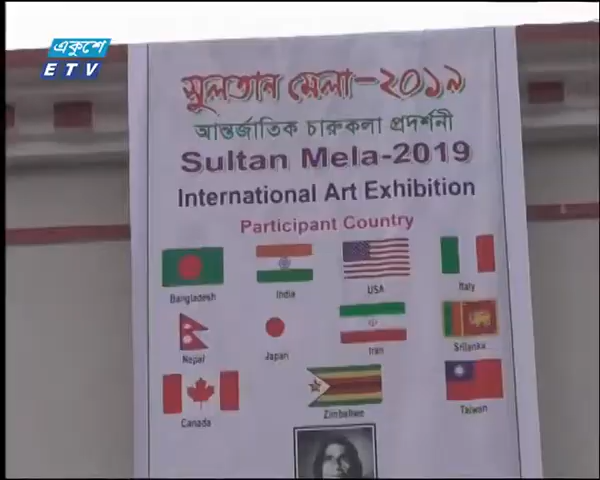 একুশে
ETV
সুলতান মেলা-২০১৯
আন্তর্জাতিক চারুকলা প্রদর্শনী
Sultan Mela-2019
International Art Exhibition
Participant Country
Bangladesh India USA Italy
Nepal Japan Iran Srilanka
Canada Zimbabwe Taiwan